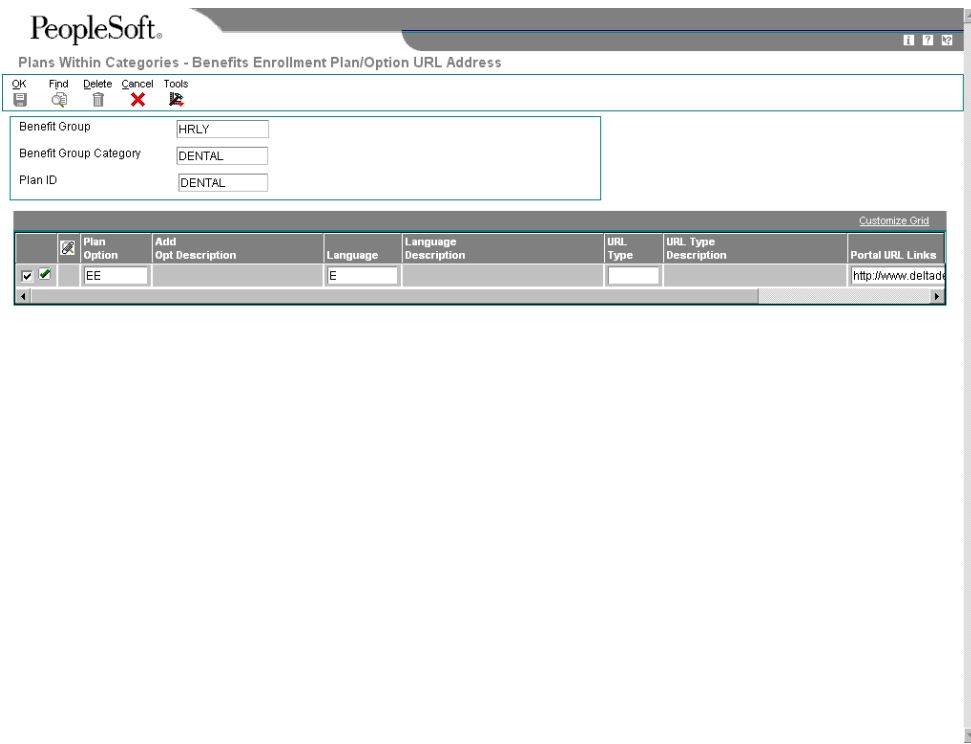 PeopleSoft®
Plans Within Categories - Benefits Enrollment Plan/Option URL Address
OK Find Delete Cancel Tools
Benefit Group HRLY
Benefit Group Category DENTAL
Plan ID DENTAL
Customize Grid
Plan Option Add Opt Description Language Language Description URL Type URL Type Description Portal URL Links
EE E http://www.deltade